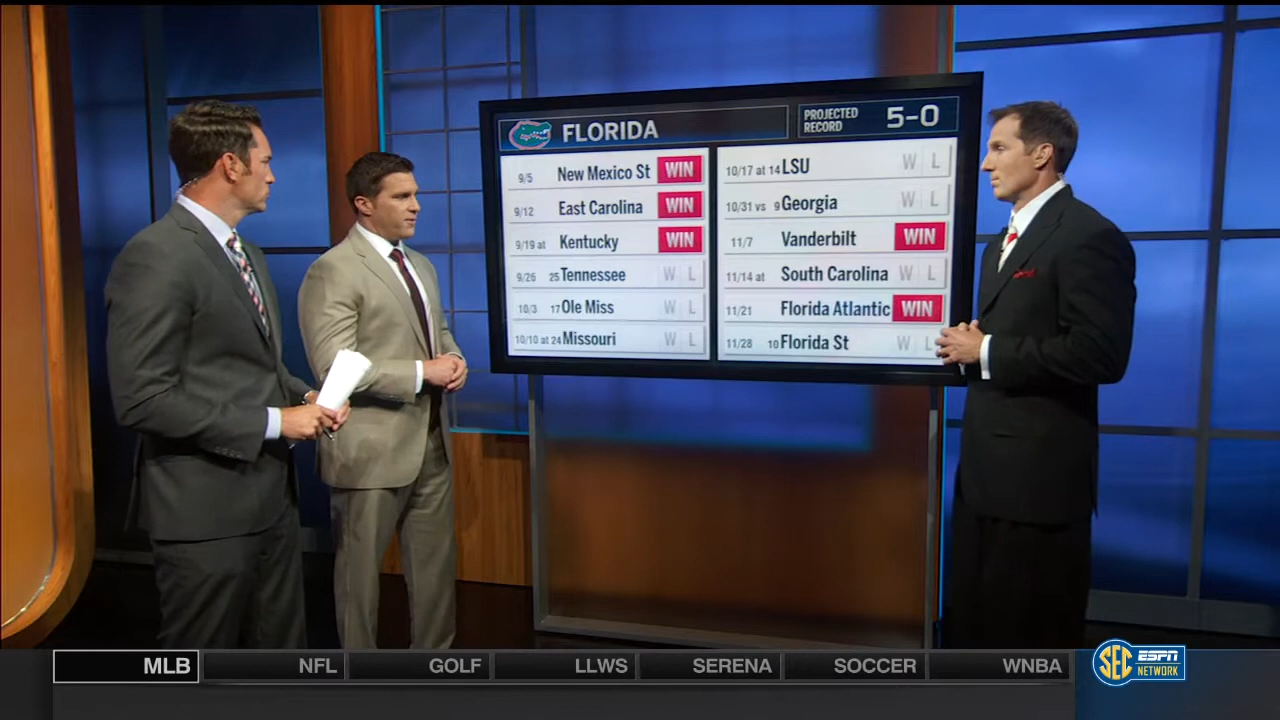 FLORIDA
PROJECTED
RECORD
5-0
9/5 New Mexico St WIN
9/12 East Carolina WIN
9/19 at Kentucky WIN
9/26 25 Tennessee W L
10/3 17 Ole Miss W L
10/10 at 24 Missouri W L
10/17 at 14 LSU W L
10/31 vs 9 Georgia W L
11/7 Vanderbilt WIN
11/14 at South Carolina W L
11/21 Florida Atlantic WIN
11/28 10 Florida St W L
MLB NFL GOLF LLWS SERENA SOCCER WNBA
SEC ESPN
NETWORK